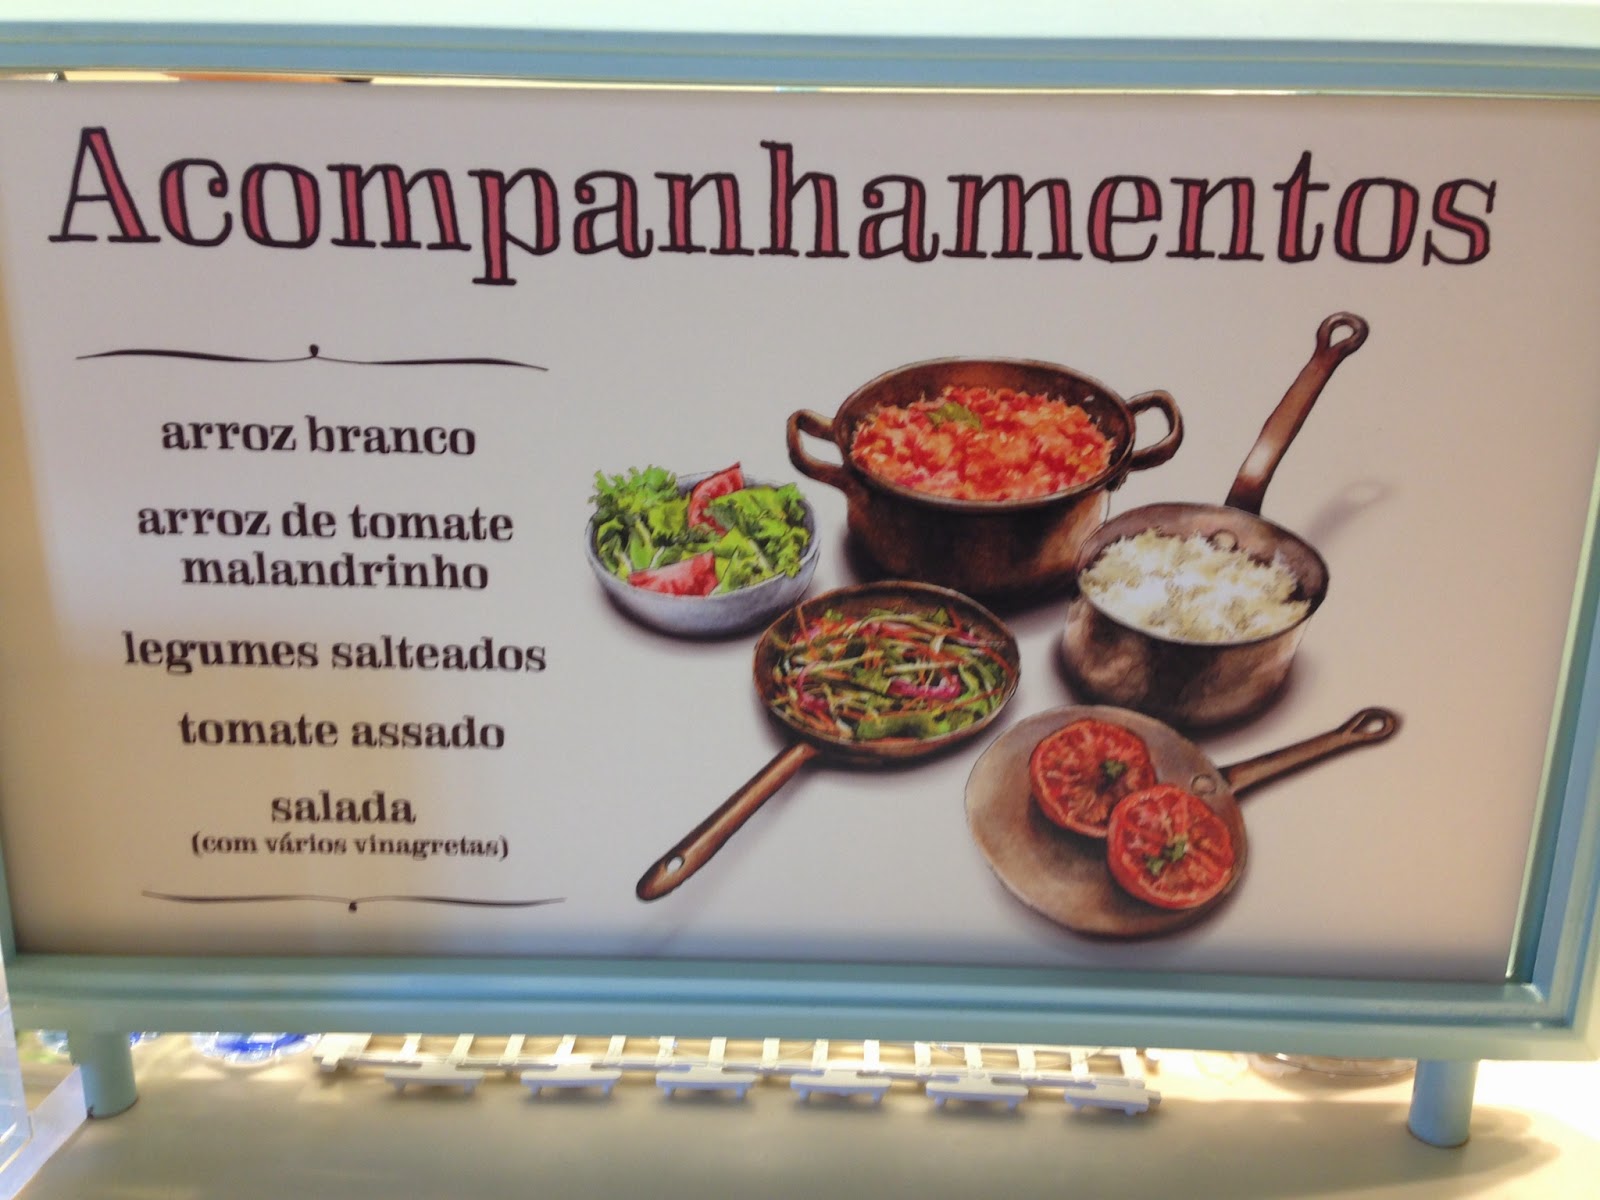 Acompanhamentos
arroz branco
arroz de tomate
malandrinho
legumes salteados
tomate assado
salada
(com vários vinagretas)